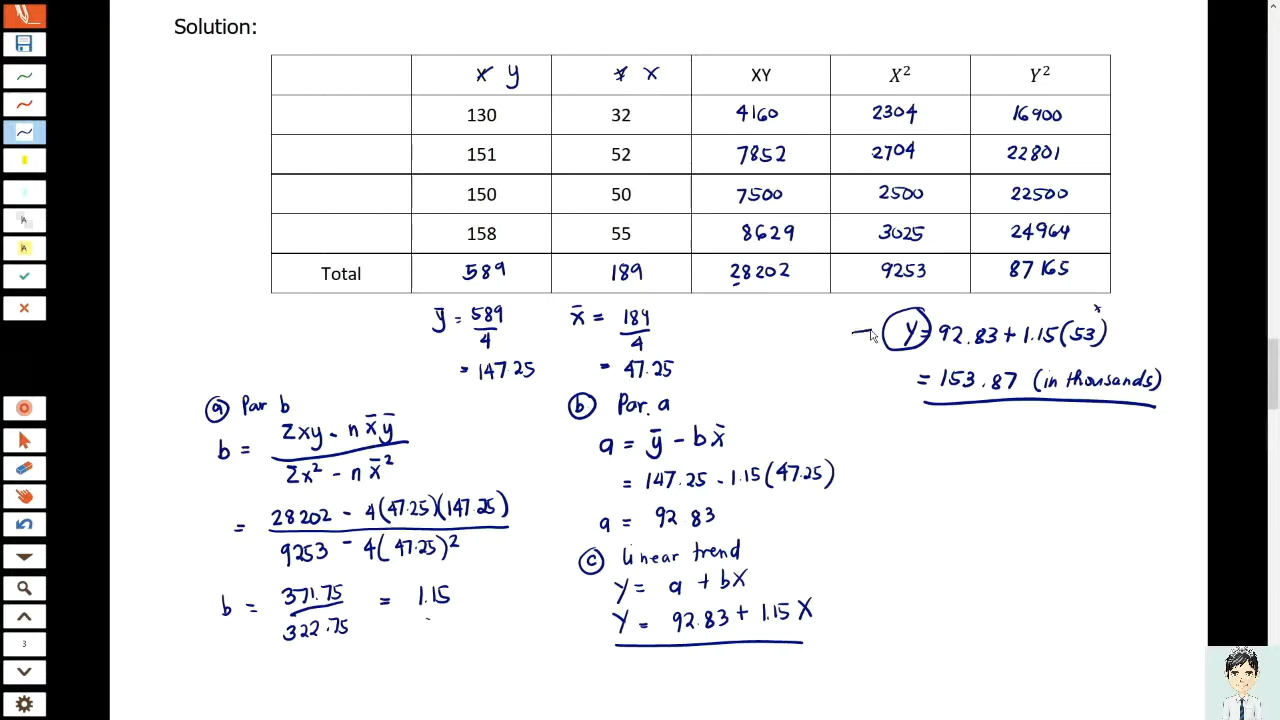 Solution:
X y Y x XY X² Y²
130 32 4160 2304 16900
151 52 7852 2704 22801
150 50 7500 2500 22500
158 55 8629 3025 24964
Total 589 189 28202 9253 87165
ȳ = 589/4
= 147.25
x̄ = 189/4
= 47.25
→ Y = 92.83 + 1.15(53) x
= 153.87 (in thousands)
ⓐ Par b
b = Σxy - n x̄ȳ / Σx² - n x̄²
= 28202 - 4(47.25)(147.25) / 9253 - 4(47.25)²
b = 371.75 / 322.75 = 1.15
ⓑ Par. a
a = ȳ - bx̄
= 147.25 - 1.15(47.25)
a = 92 83
ⓒ linear trend
Y = a + bX
Y = 92.83 + 1.15 X
A
A
3